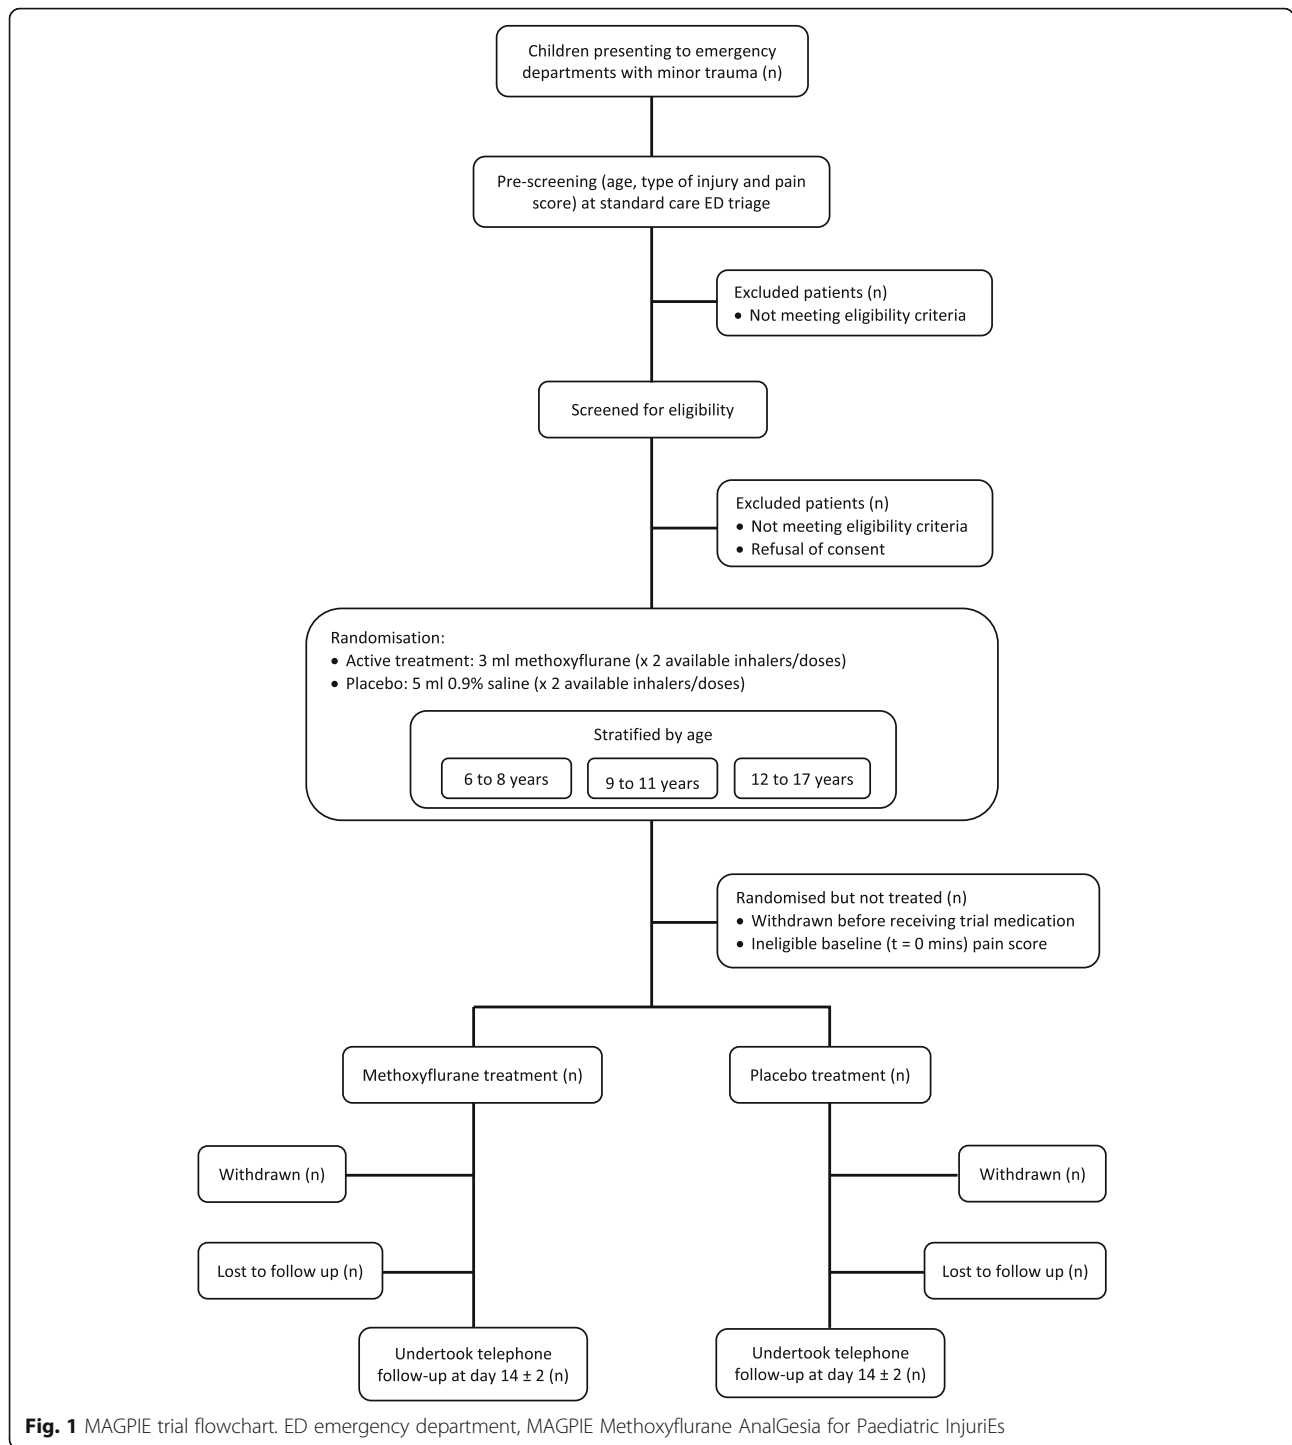 Children presenting to emergency
departments with minor trauma (n)
Pre-screening (age, type of injury and pain
score) at standard care ED triage
Excluded patients (n)
• Not meeting eligibility criteria
Screened for eligibility
Excluded patients (n)
• Not meeting eligibility criteria
• Refusal of consent
Randomisation:
• Active treatment: 3 ml methoxyflurane (x 2 available inhalers/doses)
• Placebo: 5 ml 0.9% saline (x 2 available inhalers/doses)
Stratified by age
6 to 8 years
9 to 11 years
12 to 17 years
Randomised but not treated (n)
• Withdrawn before receiving trial medication
• Ineligible baseline (t = 0 mins) pain score
Methoxyflurane treatment (n)
Placebo treatment (n)
Withdrawn (n)
Withdrawn (n)
Lost to follow up (n)
Lost to follow up (n)
Undertook telephone
follow-up at day 14 ± 2 (n)
Undertook telephone
follow-up at day 14 ± 2 (n)
Fig. 1 MAGPIE trial flowchart. ED emergency department, MAGPIE Methoxyflurane AnalGesia for Paediatric InjuriEs